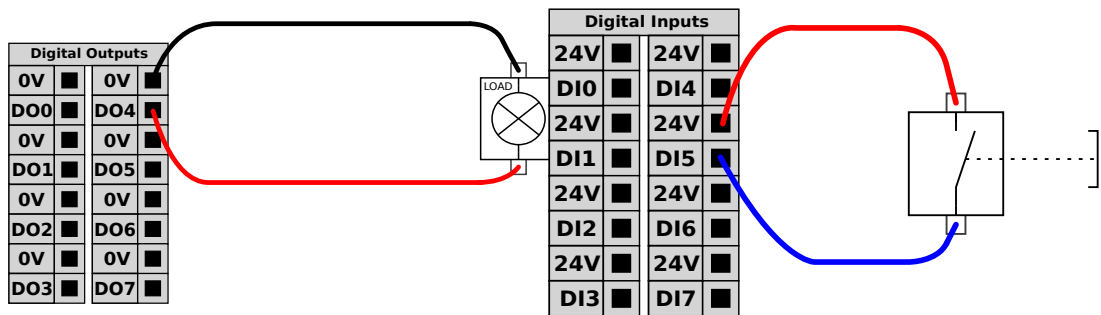 Digital Outputs
0V 0V
DO0 DO4
0V 0V
DO1 DO5
0V 0V
DO2 DO6
0V 0V
DO3 DO7
LOAD
Digital Inputs
24V 24V
DI0 DI4
24V 24V
DI1 DI5
24V 24V
DI2 DI6
24V 24V
DI3 DI7